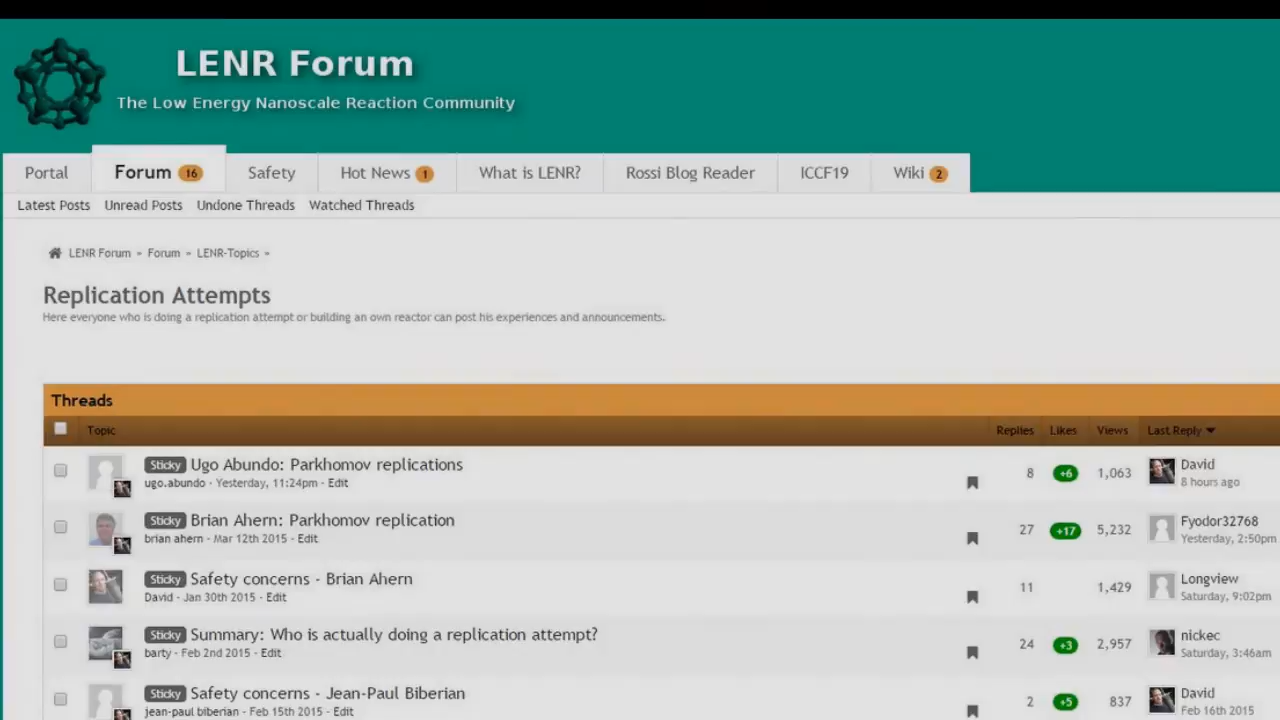 LENR Forum
The Low Energy Nanoscale Reaction Community
Portal Forum 16 Safety Hot News 1 What is LENR? Rossi Blog Reader ICCF19 Wiki 2
Latest Posts Unread Posts Undone Threads Watched Threads
LENR Forum » Forum » LENR-Topics »
Replication Attempts
Here everyone who is doing a replication attempt or building an own reactor can post his experiences and announcements.
Threads
Topic Replies Likes Views Last Reply
Sticky Ugo Abundo: Parkhomov replications 8 +6 1,063 David
ugo.abundo - Yesterday, 11:24pm - Edit 8 hours ago
Sticky Brian Ahern: Parkhomov replication 27 +17 5,232 Fyodor32768
brian ahern - Mar 12th 2015 - Edit Yesterday, 2:50pm
Sticky Safety concerns - Brian Ahern 11 1,429 Longview
David - Jan 30th 2015 - Edit Saturday, 9:02pm
Sticky Summary: Who is actually doing a replication attempt? 24 +3 2,957 nickec
barty - Feb 2nd 2015 - Edit Saturday, 3:46am
Sticky Safety concerns - Jean-Paul Biberian 2 +5 837 David
jean-paul biberian - Feb 15th 2015 - Edit Feb 16th 2015